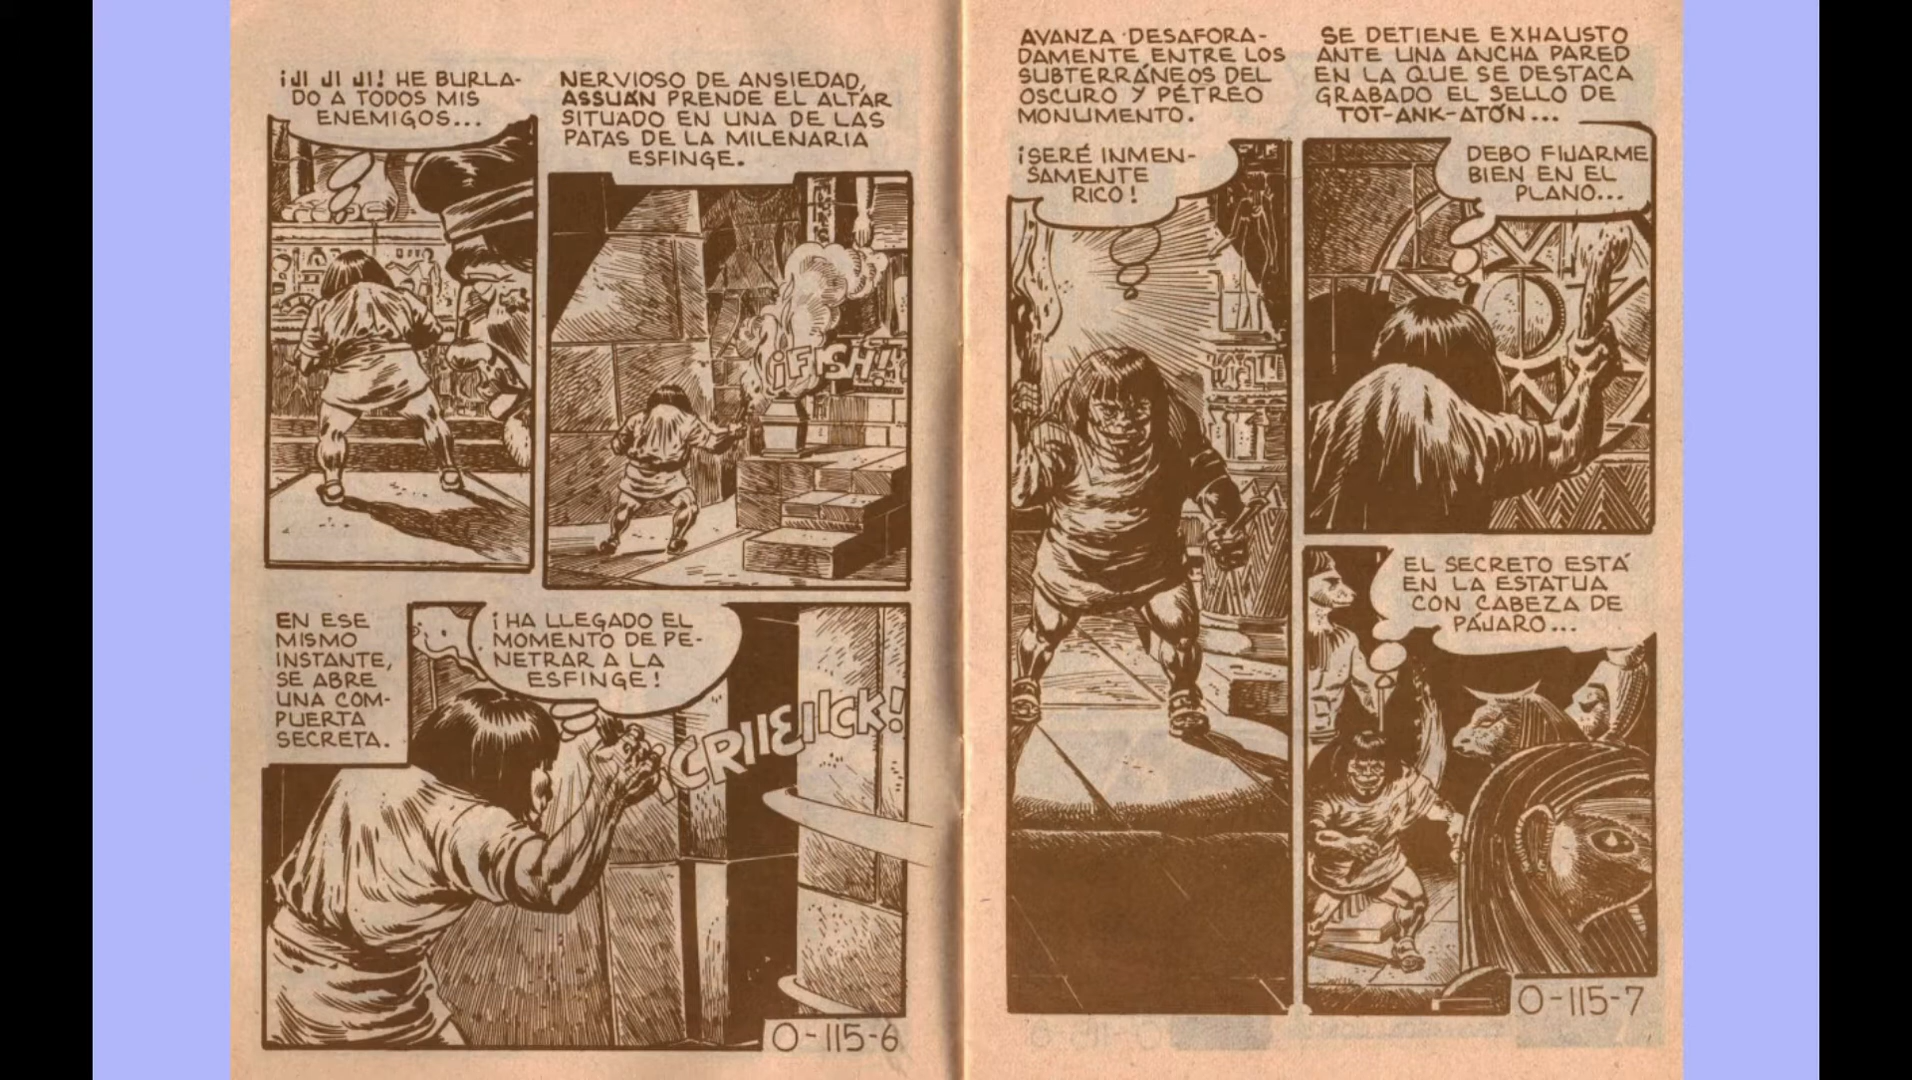 ¡JI JI JI! HE BURLA-
DO A TODOS MIS
ENEMIGOS...
NERVIOSO DE ANSIEDAD,
ASSUÁN PRENDE EL ALTAR
SITUADO EN UNA DE LAS
PATAS DE LA MILENARIA
ESFINGE.
¡FISH!
EN ESE
MISMO
INSTANTE,
SE ABRE
UNA COM-
PUERTA
SECRETA.
¡HA LLEGADO EL
MOMENTO DE PE-
NETRAR A LA
ESFINGE!
¡CRIIEIICK!
O-115-6
AVANZA DESAFORA-
DAMENTE ENTRE LOS
SUBTERRÁNEOS DEL
OSCURO Y PÉTREO
MONUMENTO.
¡SERÉ INMEN-
SAMENTE
RICO!
SE DETIENE EXHAUSTO
ANTE UNA ANCHA PARED
EN LA QUE SE DESTACA
GRABADO EL SELLO DE
TOT-ANK-ATÓN...
DEBO FIJARME
BIEN EN EL
PLANO...
EL SECRETO ESTÁ
EN LA ESTATUA
CON CABEZA DE
PÁJARO...
O-115-7